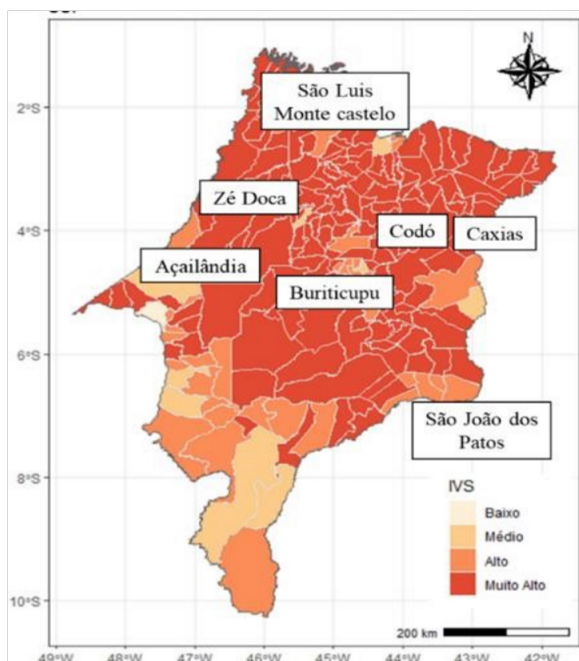 N
2°S
São Luis
Monte castelo
Zé Doca
4°S
Codó
Caxias
Açailândia
Buriticupu
6°S
São João dos
Patos
8°S
IVS
Baixo
Médio
Alto
Muito Alto
10°S
200 km
49°W
48°W
47°W
46°W
45°W
44°W
43°W
42°W